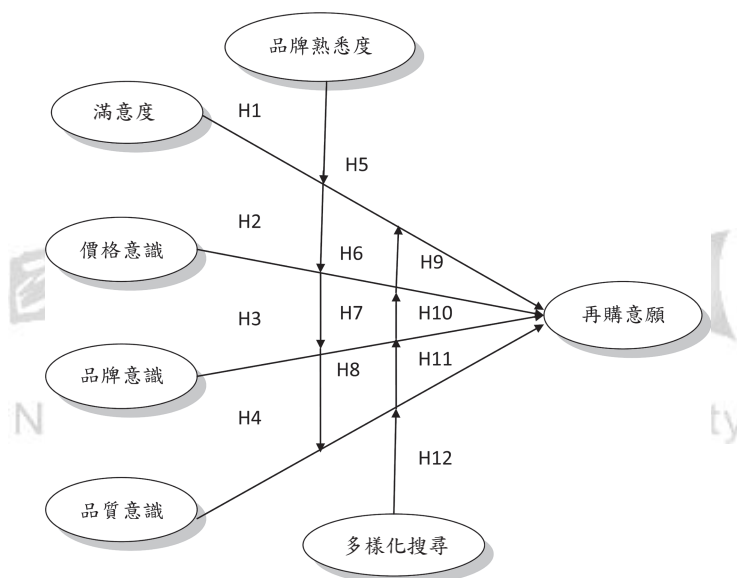 品牌熟悉度
滿意度
H1
H5
H2
價格意識
H6
H9
H3
H7
H10
再購意願
品牌意識
H8
H11
H4
H12
品質意識
多樣化搜尋